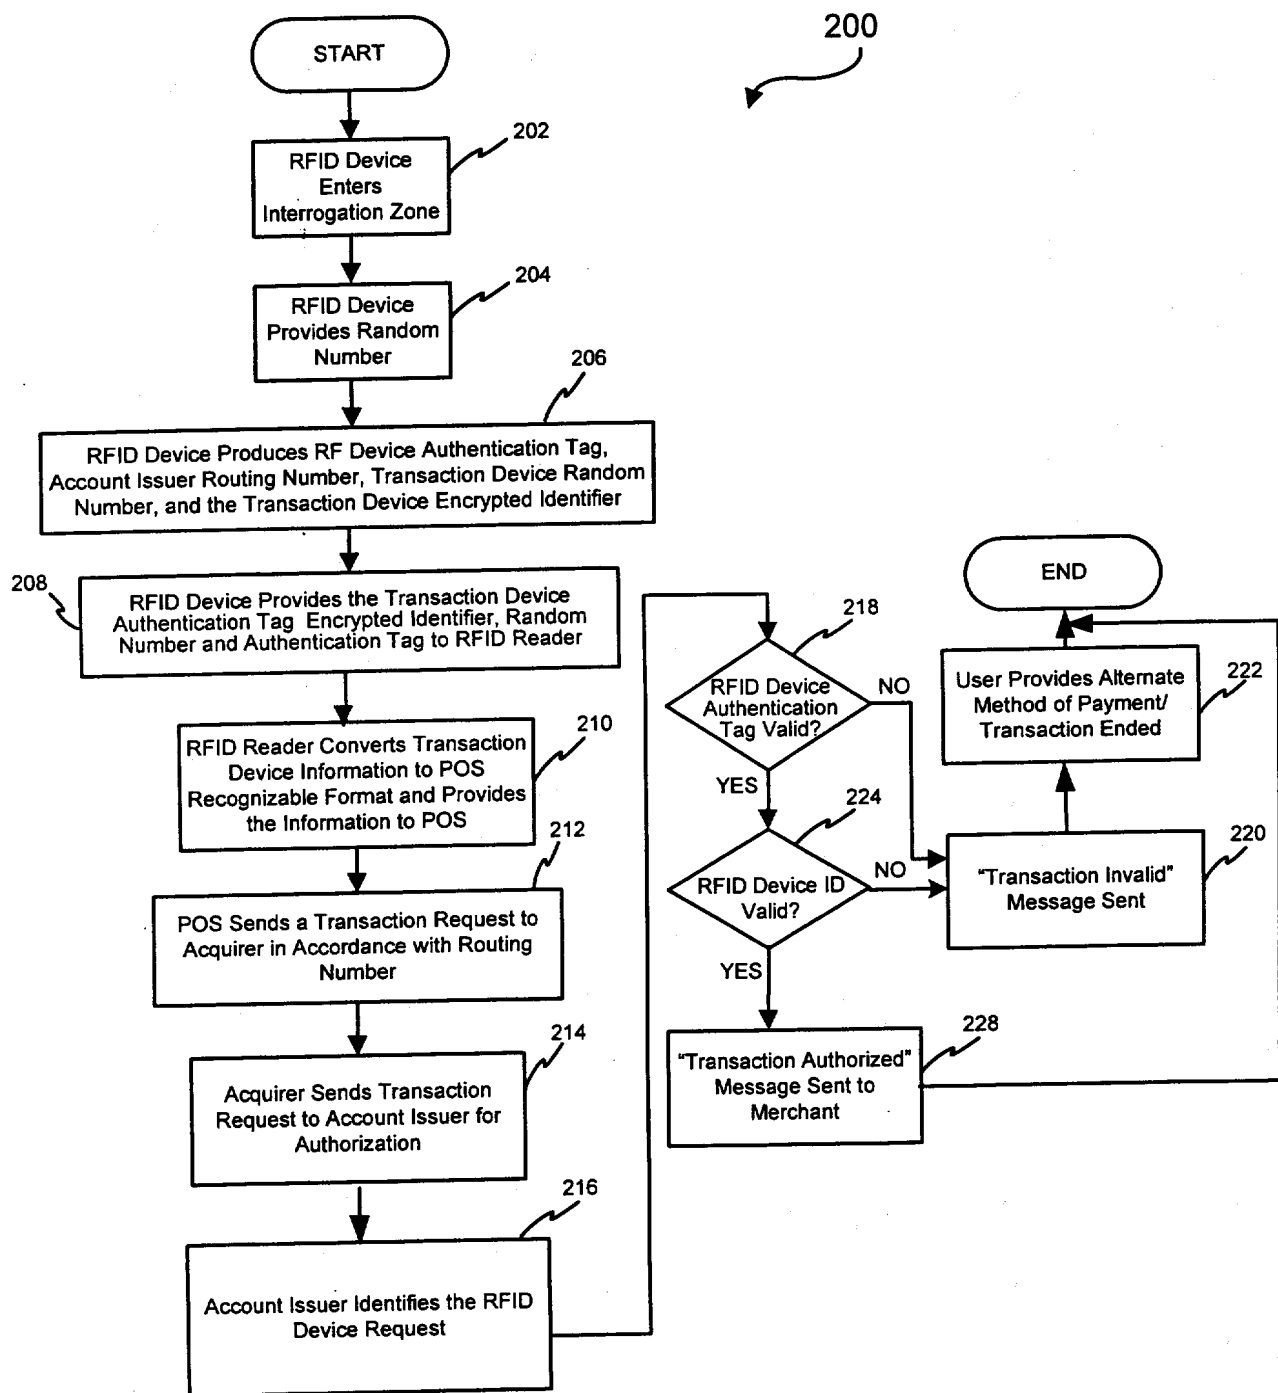 200
START
202
RFID Device
Enters
Interrogation Zone
204
RFID Device
Provides Random
Number
206
RFID Device Produces RF Device Authentication Tag,
Account Issuer Routing Number, Transaction Device Random
Number, and the Transaction Device Encrypted Identifier
208
RFID Device Provides the Transaction Device
Authentication Tag Encrypted Identifier, Random
Number and Authentication Tag to RFID Reader
210
RFID Reader Converts Transaction
Device Information to POS
Recognizable Format and Provides
the Information to POS
212
POS Sends a Transaction Request to
Acquirer in Accordance with Routing
Number
214
Acquirer Sends Transaction
Request to Account Issuer for
Authorization
216
Account Issuer Identifies the RFID
Device Request
218
RFID Device
Authentication
Tag Valid?
NO
YES
224
RFID Device ID
Valid?
NO
YES
228
"Transaction Authorized"
Message Sent to
Merchant
220
"Transaction Invalid"
Message Sent
222
User Provides Alternate
Method of Payment/
Transaction Ended
END